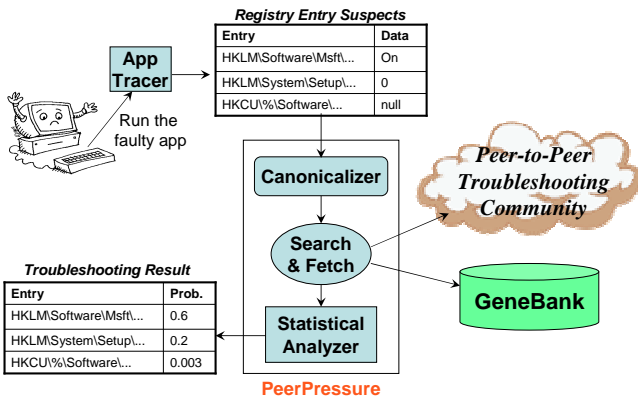 Registry Entry Suspects
Entry Data
HKLM\Software\Msft\... On
HKLM\System\Setup\... 0
HKCU\%\Software\... null
App
Tracer
Run the
faulty app
Canonicalizer
Peer-to-Peer
Troubleshooting
Community
Search
& Fetch
GeneBank
Troubleshooting Result
Entry Prob.
HKLM\Software\Msft\... 0.6
HKLM\System\Setup\... 0.2
HKCU\%\Software\... 0.003
Statistical
Analyzer
PeerPressure